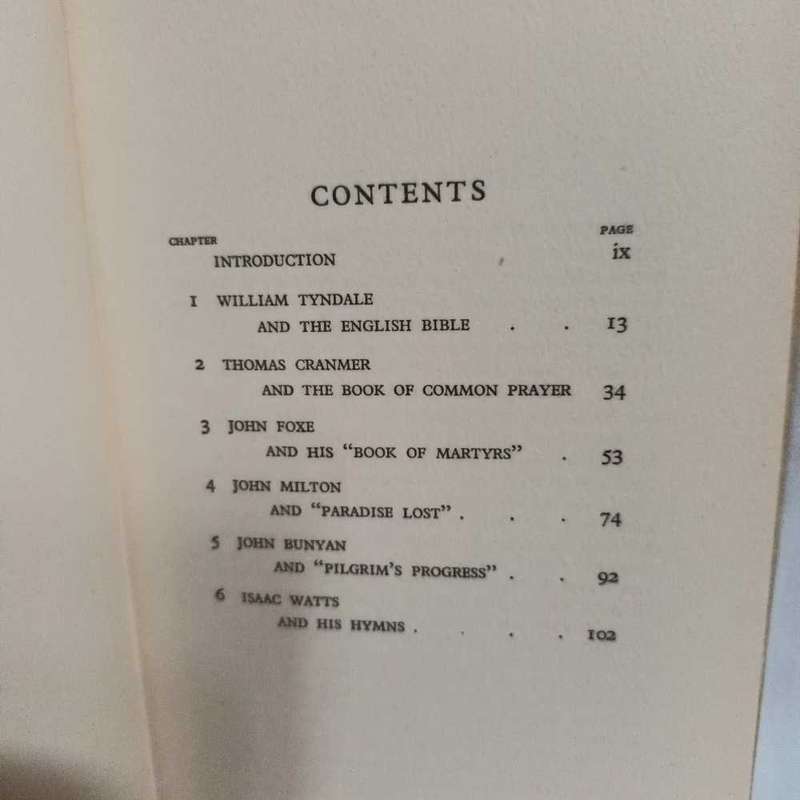 CONTENTS
CHAPTER PAGE
INTRODUCTION ix
1 WILLIAM TYNDALE
AND THE ENGLISH BIBLE . . 13
2 THOMAS CRANMER
AND THE BOOK OF COMMON PRAYER 34
3 JOHN FOXE
AND HIS “BOOK OF MARTYRS” . 53
4 JOHN MILTON
AND “PARADISE LOST” . . . 74
5 JOHN BUNYAN
AND “PILGRIM’S PROGRESS” . . 92
6 ISAAC WATTS
AND HIS HYMNS . . . . 102